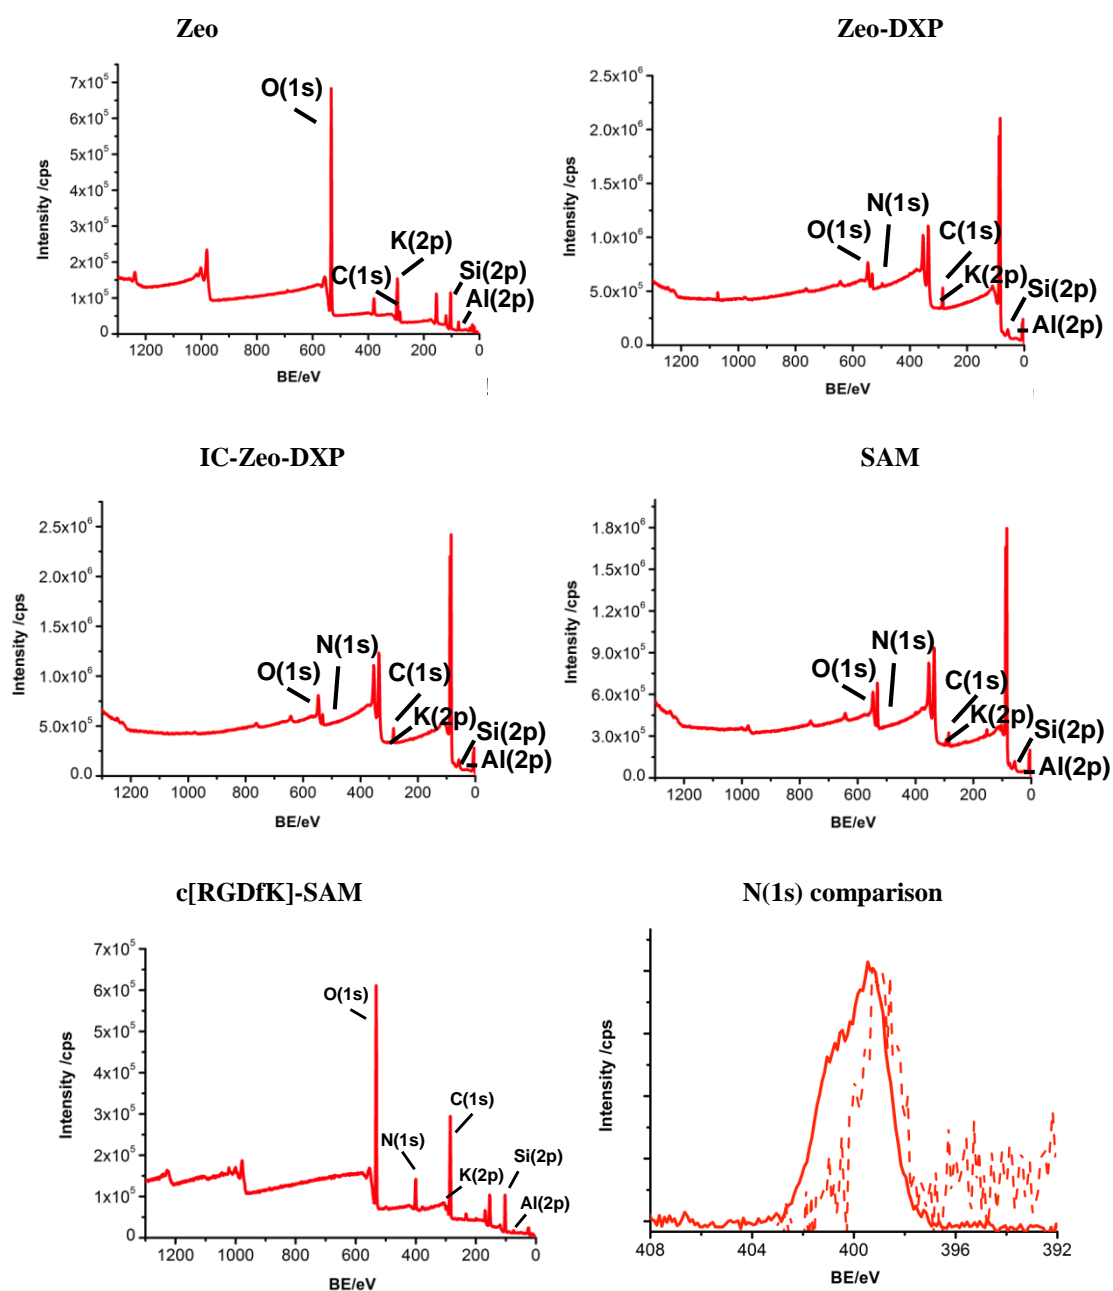 Zeo
7x10⁵
6x10⁵
5x10⁵
4x10⁵
3x10⁵
2x10⁵
1x10⁵
0
Intensity /cps
O(1s)
K(2p)
C(1s)
Si(2p)
Al(2p)
1200 1000 800 600 400 200 0
BE/eV
Zeo-DXP
2.5x10⁶
2.0x10⁶
1.5x10⁶
1.0x10⁶
5.0x10⁵
0.0
Intensity /cps
N(1s)
O(1s)
C(1s)
K(2p)
Si(2p)
Al(2p)
1200 1000 800 600 400 200 0
BE/eV
IC-Zeo-DXP
2.5x10⁶
2.0x10⁶
1.5x10⁶
1.0x10⁶
5.0x10⁵
0.0
Intensity /cps
N(1s)
O(1s)
C(1s)
K(2p)
Si(2p)
Al(2p)
1200 1000 800 600 400 200 0
BE/eV
SAM
1.8x10⁶
1.5x10⁶
1.2x10⁶
9.0x10⁵
6.0x10⁵
3.0x10⁵
0.0
Intensity /cps
N(1s)
O(1s)
C(1s)
K(2p)
Si(2p)
Al(2p)
1200 1000 800 600 400 200 0
BE/eV
c[RGDfK]-SAM
7x10⁵
6x10⁵
5x10⁵
4x10⁵
3x10⁵
2x10⁵
1x10⁵
0
Intensity /cps
O(1s)
C(1s)
N(1s)
K(2p)
Si(2p)
Al(2p)
1200 1000 800 600 400 200 0
BE/eV
N(1s) comparison
Intensity /cps
408 404 400 396 392
BE/eV